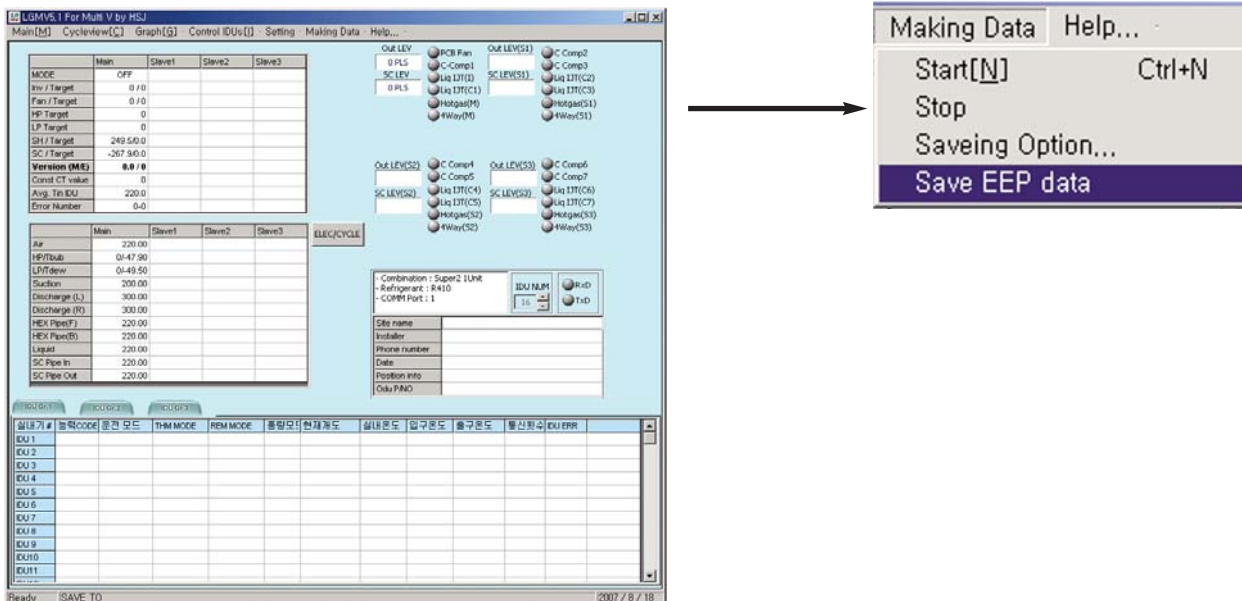 LGMV5.1 For Multi V by HSJ
Main[M] Cycleview[C] Graph[G] Control IDUs[I] Setting Making Data Help...
Main Slave1 Slave2 Slave3
MODE OFF
Inv / Target 0 / 0
Fan / Target 0 / 0
HP Target 0
LP Target 0
SH / Target 249.5/0.0
SC / Target -267.9/0.0
Version (M/E) 0.0 / 0
Const CT value 0
Avg. Tin IDU 220.0
Error Number 0-0
Out LEV
0 PLS
SC LEV
0 PLS
PCB Fan
C-Comp1
Liq IJT(I)
Liq IJT(C1)
Hotgas(M)
4Way(M)
Out LEV(S1)
SC LEV(S1)
C Comp2
C Comp3
Liq IJT(C2)
Liq IJT(C3)
Hotgas(S1)
4Way(S1)
Out LEV(S2)
SC LEV(S2)
C Comp4
C Comp5
Liq IJT(C4)
Liq IJT(C5)
Hotgas(S2)
4Way(S2)
Out LEV(S3)
SC LEV(S3)
C Comp6
C Comp7
Liq IJT(C6)
Liq IJT(C7)
Hotgas(S3)
4Way(S3)
Main Slave1 Slave2 Slave3
Air 220.00
HP/Tbub 0/-47.90
LP/Tdew 0/-49.50
Suction 200.00
Discharge (L) 300.00
Discharge (R) 300.00
HEX Pipe(F) 220.00
HEX Pipe(B) 220.00
Liquid 220.00
SC Pipe In 220.00
SC Pipe Out 220.00
ELEC/CYCLE
- Combination : Super2 1Unit
- Refrigerant : R410
- COMM Port : 1
IDU NUM
16
RxD
TxD
Site name
Installer
Phone number
Date
Position info
Odu P/NO
IDU Gr.1 IDU Gr.2 IDU Gr.3
실내기 # 능력CODE 운전 모드 THM MODE REM MODE 풍량모드 현재개도 실내온도 입구온도 출구온도 통신횟수 IDU ERR
IDU 1
IDU 2
IDU 3
IDU 4
IDU 5
IDU 6
IDU 7
IDU 8
IDU 9
IDU10
IDU11
Ready SAVE TO 2007 / 8 / 18
Making Data Help...
Start[N] Ctrl+N
Stop
Saveing Option...
Save EEP data